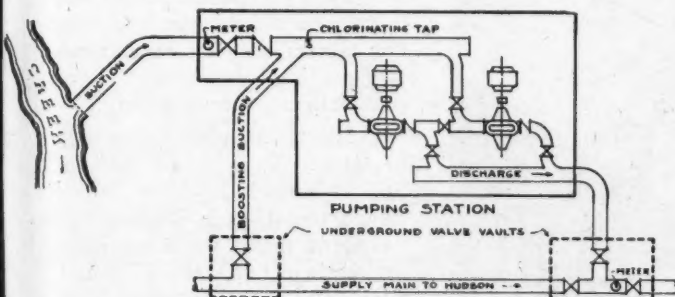 METER
CHLORINATING TAP
CREEK
SUCTION
BOOSTING SUCTION
DISCHARGE
PUMPING STATION
UNDERGROUND VALVE VAULTS
METER
SUPPLY MAIN TO HUDSON